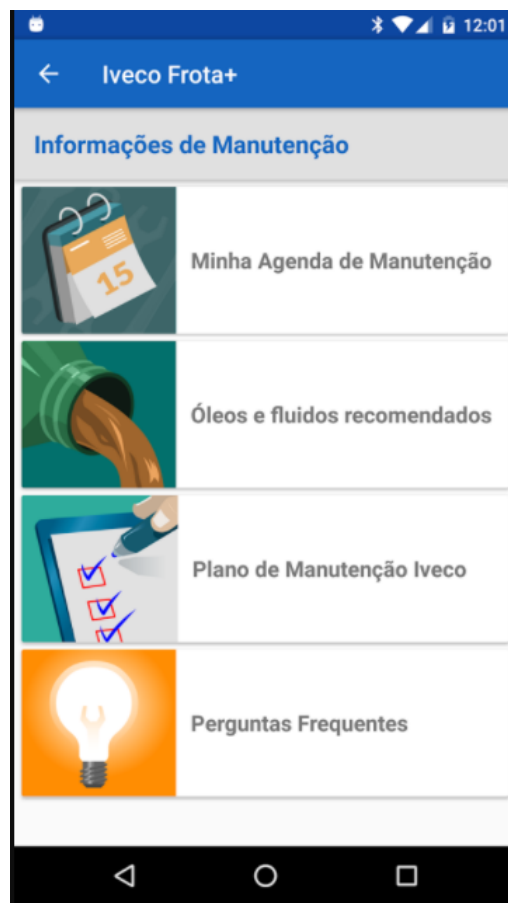 12:01
Iveco Frota+
Informações de Manutenção
15
Minha Agenda de Manutenção
Óleos e fluidos recomendados
Plano de Manutenção Iveco
Perguntas Frequentes